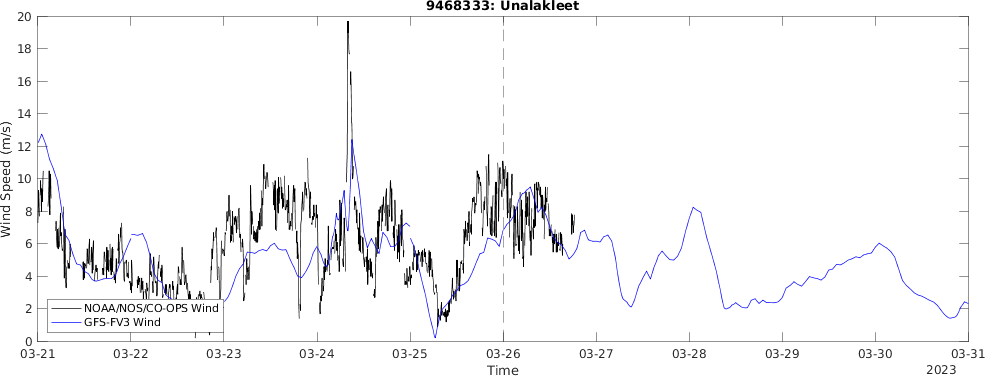 9468333: Unalakleet
Wind Speed (m/s)
20
18
16
14
12
10
8
6
4
2
0
NOAA/NOS/CO-OPS Wind
GFS-FV3 Wind
03-21 03-22 03-23 03-24 03-25 03-26 03-27 03-28 03-29 03-30 03-31
Time
2023